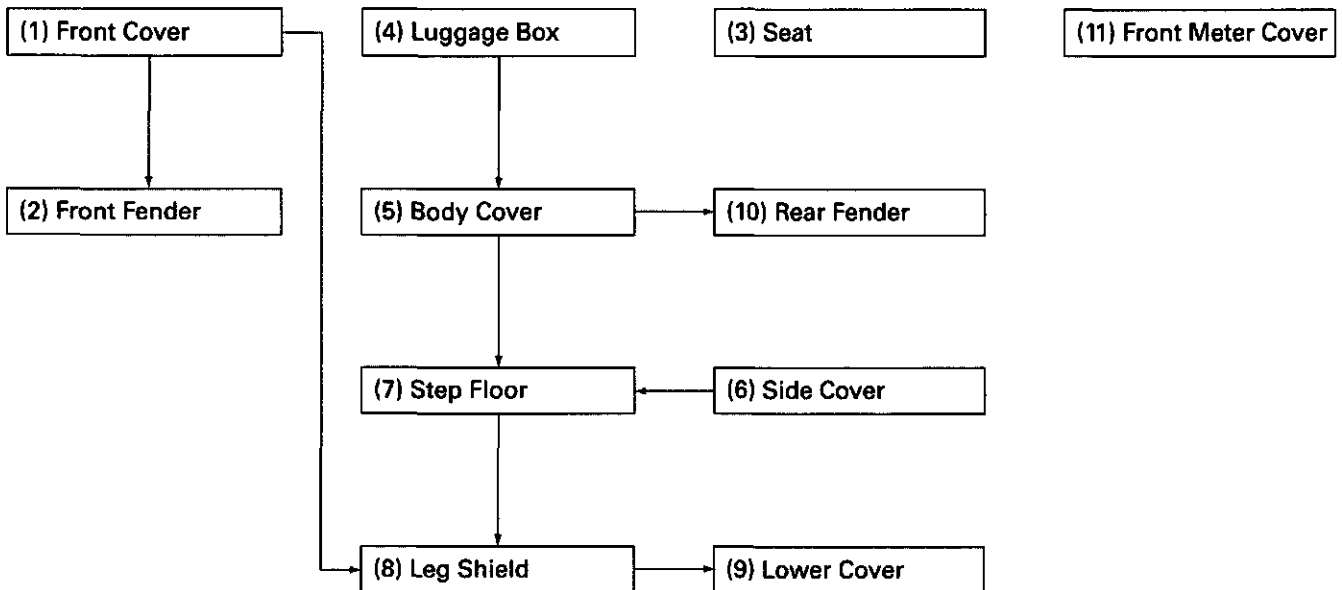 (1) Front Cover
(4) Luggage Box
(3) Seat
(11) Front Meter Cover
(2) Front Fender
(5) Body Cover
(10) Rear Fender
(7) Step Floor
(6) Side Cover
(8) Leg Shield
(9) Lower Cover